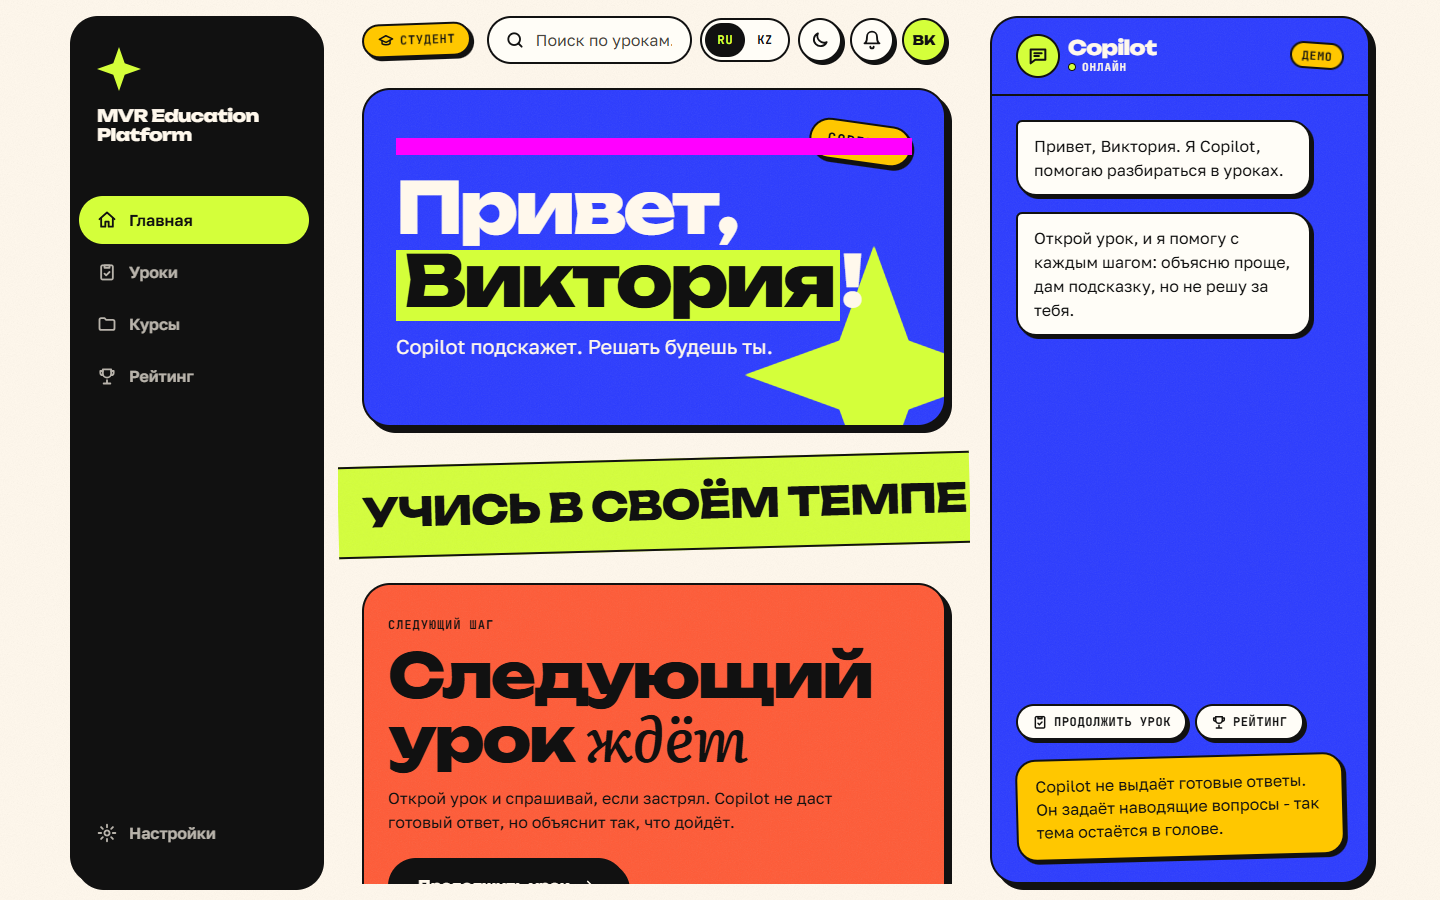 MVR Education
Platform
Главная
Уроки
Курсы
Рейтинг
Настройки
СТУДЕНТ
Поиск по урокам.
RU
KZ
ВК
Привет,
Виктория!
Copilot подскажет. Решать будешь ты.
УЧИСЬ В СВОЁМ ТЕМПЕ
СЛЕДУЮЩИЙ ШАГ
Следующий
урок ждёт
Открой урок и спрашивай, если застрял. Copilot не даст
готовый ответ, но объяснит так, что дойдёт.
Продолжить урок →
Copilot
ОНЛАЙН
ДЕМО
Привет, Виктория. Я Copilot,
помогаю разбираться в уроках.
Открой урок, и я помогу с
каждым шагом: объясню проще,
дам подсказку, но не решу за
тебя.
ПРОДОЛЖИТЬ УРОК
РЕЙТИНГ
Copilot не выдаёт готовые ответы.
Он задаёт наводящие вопросы - так
тема остаётся в голове.